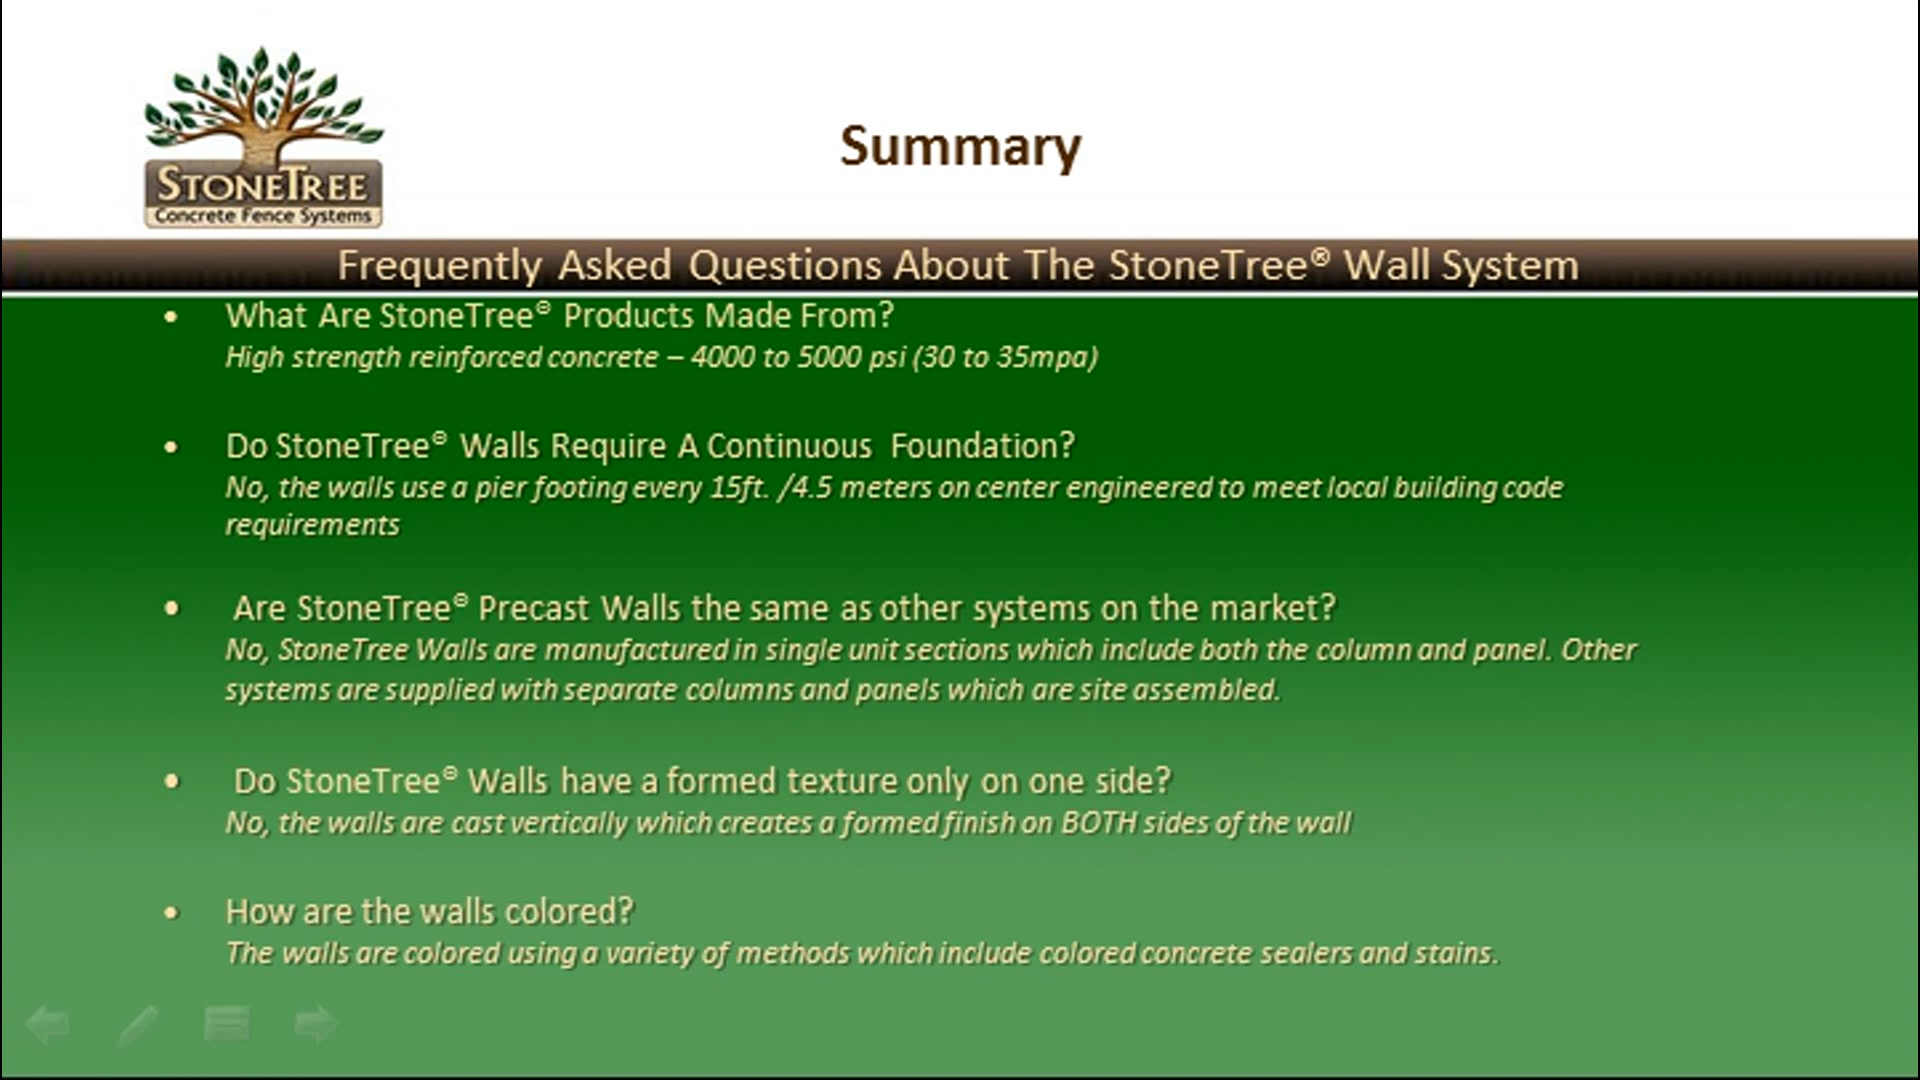 STONETREE
Concrete Fence Systems
Summary
Frequently Asked Questions About The StoneTree® Wall System
• What Are StoneTree® Products Made From?
High strength reinforced concrete – 4000 to 5000 psi (30 to 35mpa)
• Do StoneTree® Walls Require A Continuous Foundation?
No, the walls use a pier footing every 15ft. /4.5 meters on center engineered to meet local building code
requirements
• Are StoneTree® Precast Walls the same as other systems on the market?
No, StoneTree Walls are manufactured in single unit sections which include both the column and panel. Other
systems are supplied with separate columns and panels which are site assembled.
• Do StoneTree® Walls have a formed texture only on one side?
No, the walls are cast vertically which creates a formed finish on BOTH sides of the wall
• How are the walls colored?
The walls are colored using a variety of methods which include colored concrete sealers and stains.